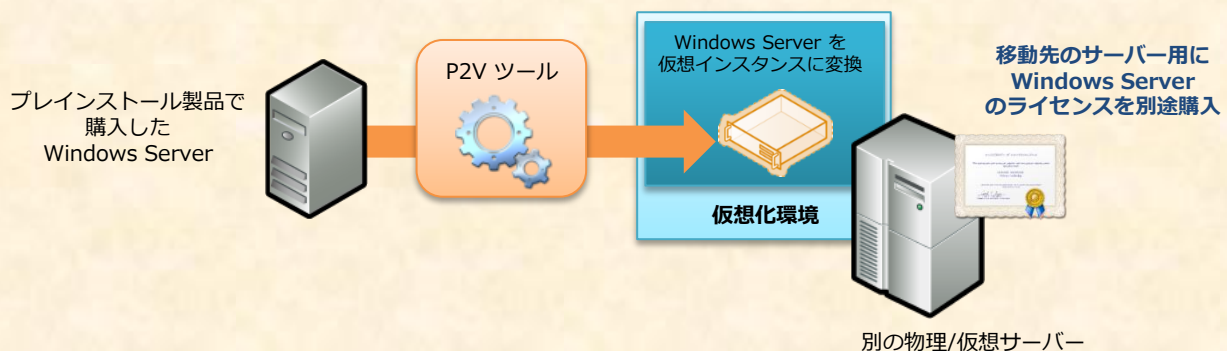 プレインストール製品で
購入した
Windows Server
P2V ツール
Windows Server を
仮想インスタンスに変換
仮想化環境
移動先のサーバー用に
Windows Server
のライセンスを別途購入
別の物理/仮想サーバー